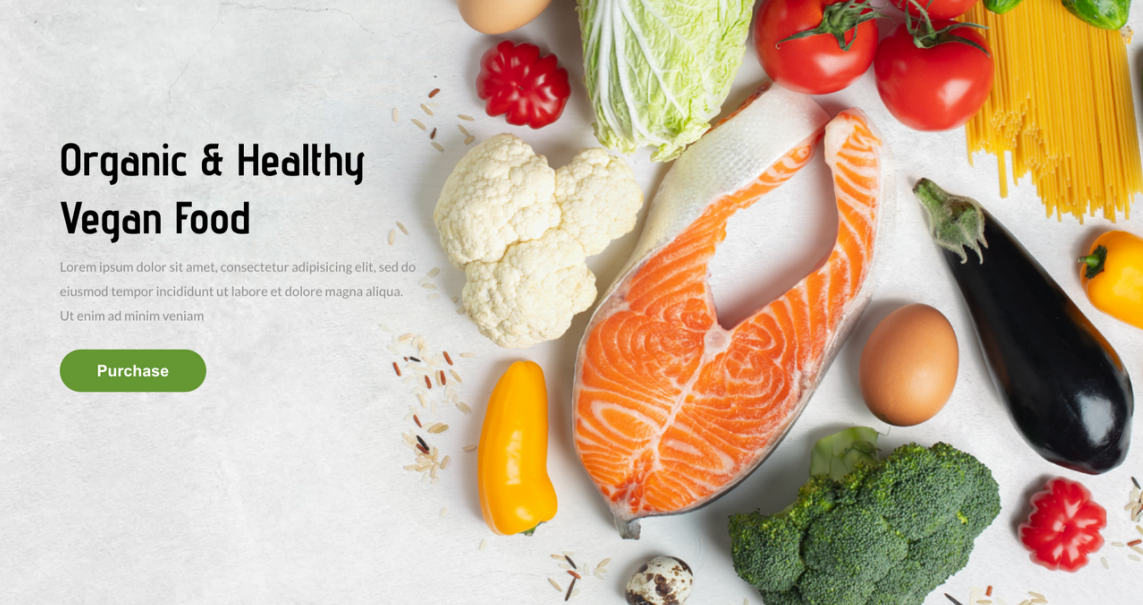 Organic & Healthy
Vegan Food
Lorem ipsum dolor sit amet, consectetur adipisicing elit, sed do
eiusmod tempor incididunt ut labore et dolore magna aliqua.
Ut enim ad minim veniam
Purchase